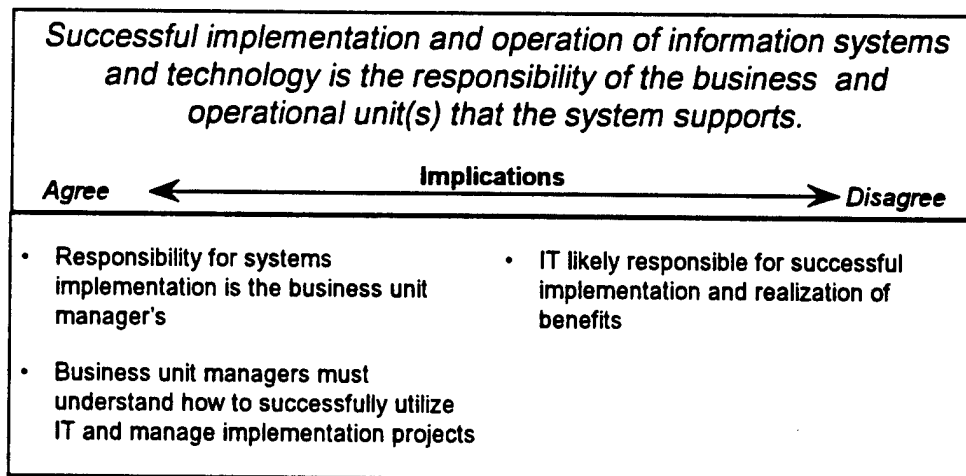 Successful implementation and operation of information systems
and technology is the responsibility of the business and
operational unit(s) that the system supports.
Implications
Agree
Disagree
• Responsibility for systems
implementation is the business unit
manager's
• Business unit managers must
understand how to successfully utilize
IT and manage implementation projects
• IT likely responsible for successful
implementation and realization of
benefits